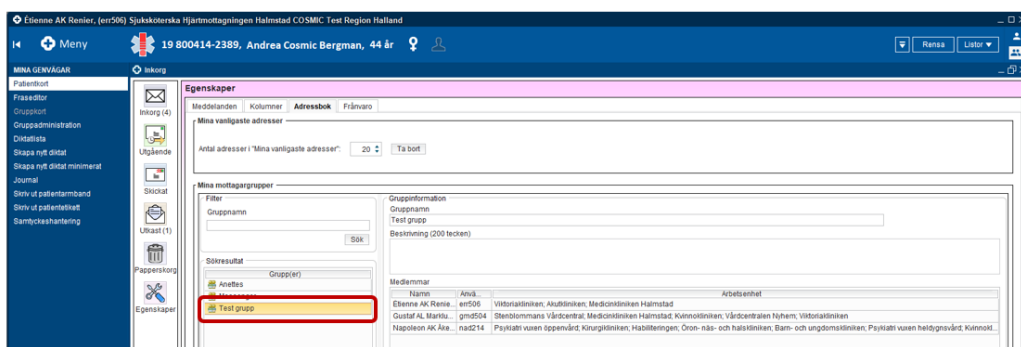 Étienne AK Renier, (err506) Sjuksköterska Hjärtmottagningen Halmstad COSMIC Test Region Halland
Meny
19 800414-2389, Andrea Cosmic Bergman, 44 år
Rensa
Listor
MINA GENVÄGAR
Inkorg
Patientkort
Fraseditor
Gruppkort
Gruppadministration
Diktatlista
Skapa nytt diktat
Skapa nytt diktat minimerat
Journal
Skriv ut patientarmband
Skriv ut patientetikett
Samtyckeshantering
Inkorg (4)
Utgående
Skickat
Utkast (1)
Papperskorg
Egenskaper
Egenskaper
Meddelanden Kolumner Adressbok Frånvaro
Mina vanligaste adresser
Antal adresser i "Mina vanligaste adresser": 20 Ta bort
Mina mottagargrupper
Filter
Gruppnamn
Sök
Sökresultat
Grupp(er)
Anettes
Test grupp
Gruppinformation
Gruppnamn
Test grupp
Beskrivning (200 tecken)
Medlemmar
Namn Anvä... Arbetsenhet
Étienne AK Renie... err506 Viktoriakliniken; Akutkliniken; Medicinkliniken Halmstad
Gustaf AL Marklu... gmd504 Stenblommans Vårdcentral; Medicinkliniken Halmstad; Kvinnokliniken; Vårdcentralen Nyhem; Viktoriakliniken
Napoleon AK Åke... nad214 Psykiatri vuxen öppenvård; Kirurgkliniken; Habiliteringen; Öron- näs- och halskliniken; Barn- och ungdomskliniken; Psykiatri vuxen heldygnsvård; Kvinnokl...